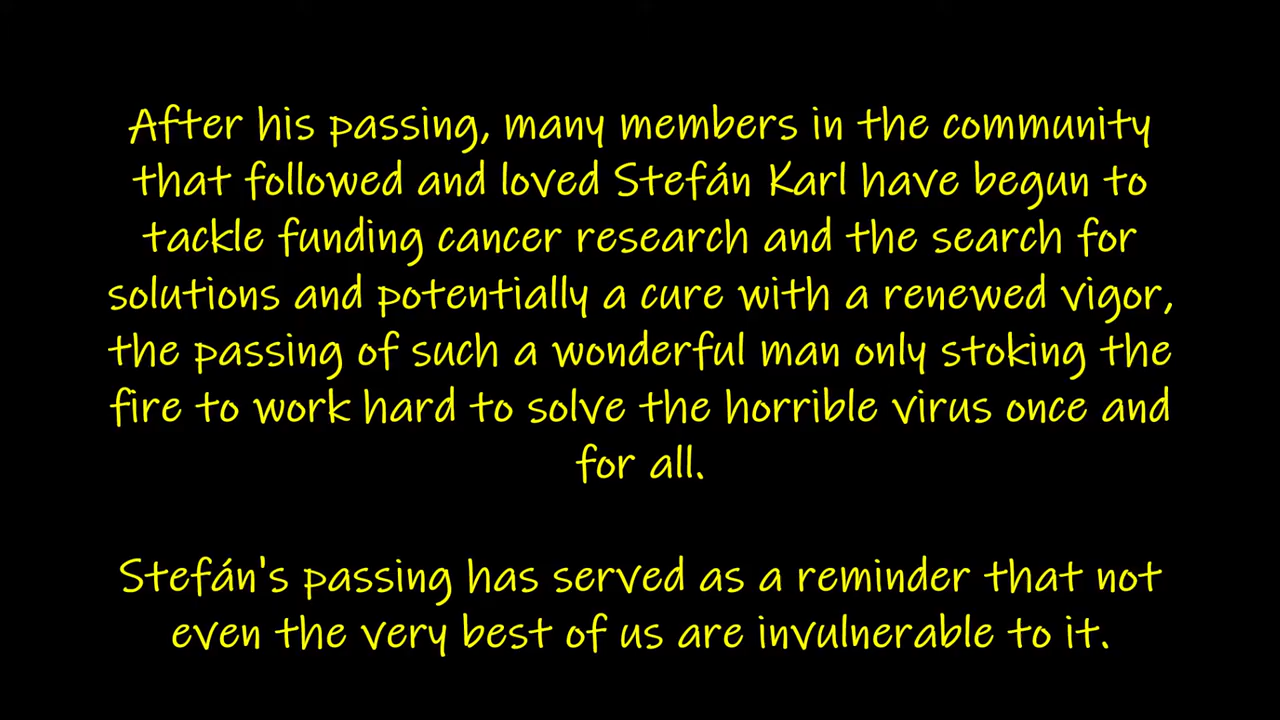 After his passing, many members in the community
that followed and loved Stefán Karl have begun to
tackle funding cancer research and the search for
solutions and potentially a cure with a renewed vigor,
the passing of such a wonderful man only stoking the
fire to work hard to solve the horrible virus once and
for all.
Stefán's passing has served as a reminder that not
even the very best of us are invulnerable to it.